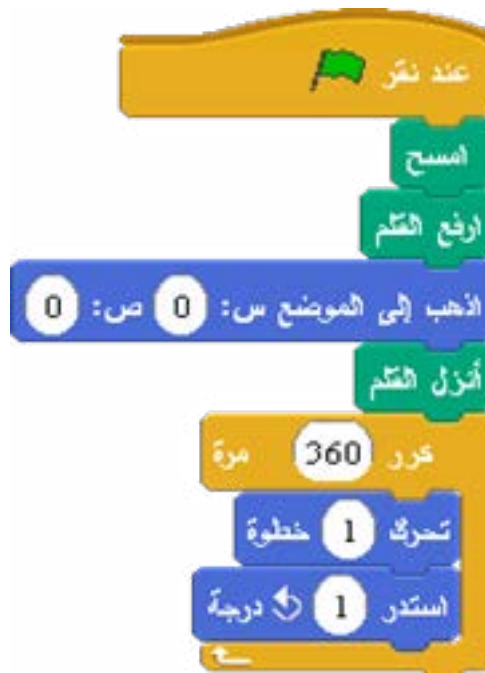 عند نقر
امسح
ارفع القلم
اذهب إلى الموضع س: 0 ص: 0
أنزل القلم
كرر 360 مرة
تحرك 1 خطوة
استدر 1 درجة